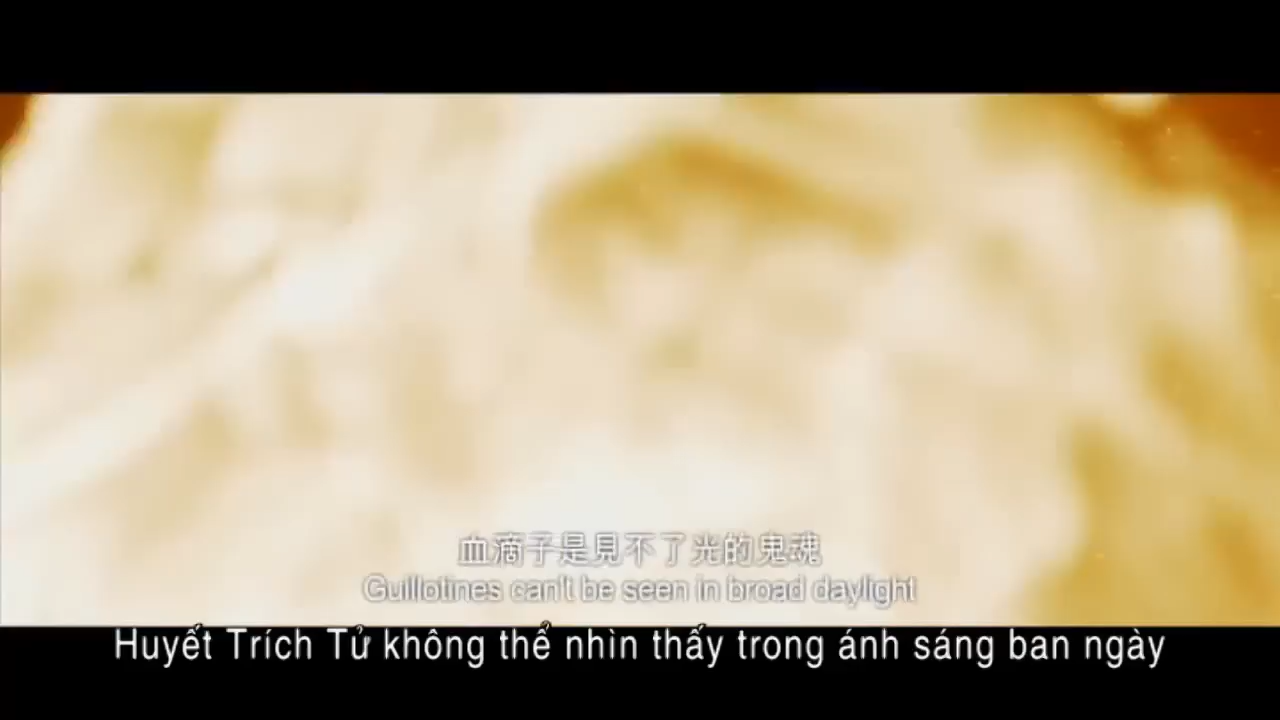 血滴子是見不了光的鬼魂
Guillotines can't be seen in broad daylight
Huyết Trích Tử không thể nhìn thấy trong ánh sáng ban ngày